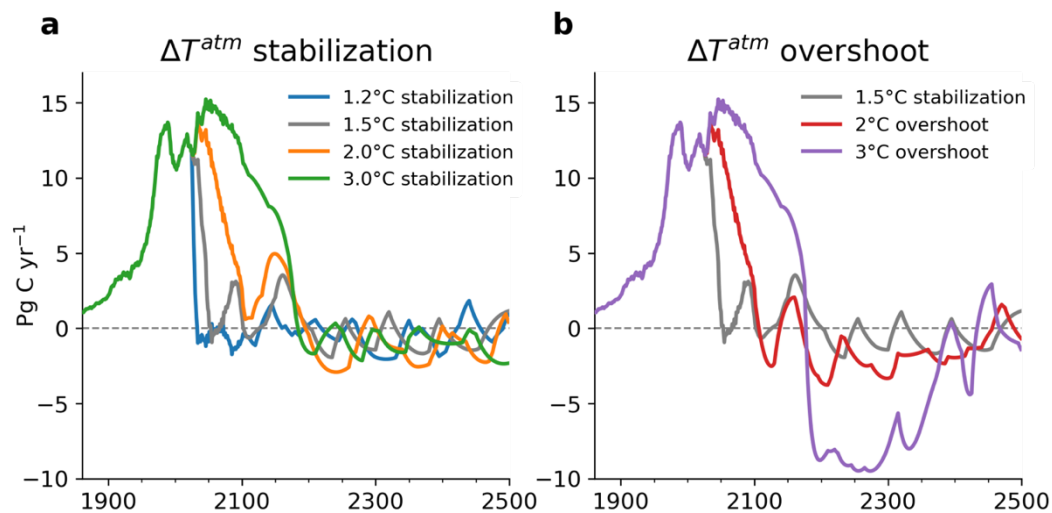 a
ΔT^atm stabilization
Pg C yr⁻¹
15
10
5
0
−5
−10
1.2°C stabilization
1.5°C stabilization
2.0°C stabilization
3.0°C stabilization
1900
2100
2300
2500
b
ΔT^atm overshoot
15
10
5
0
−5
−10
1.5°C stabilization
2°C overshoot
3°C overshoot
1900
2100
2300
2500